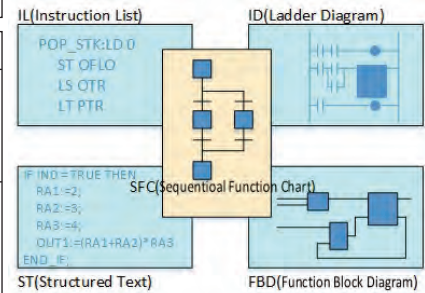 IL(Instruction List)
ID(Ladder Diagram)
POP_STK:LD 0
ST OFLO
LS OTR
LT PTR
IF IND = TRUE THEN
RA1 :=2;
RA2 :=3;
RA3 :=4;
OUT1:=(RA1+RA2)*RA3
END_IF;
SFC(Sequentioal Function Chart)
ST(Structured Text)
FBD(Function Block Diagram)